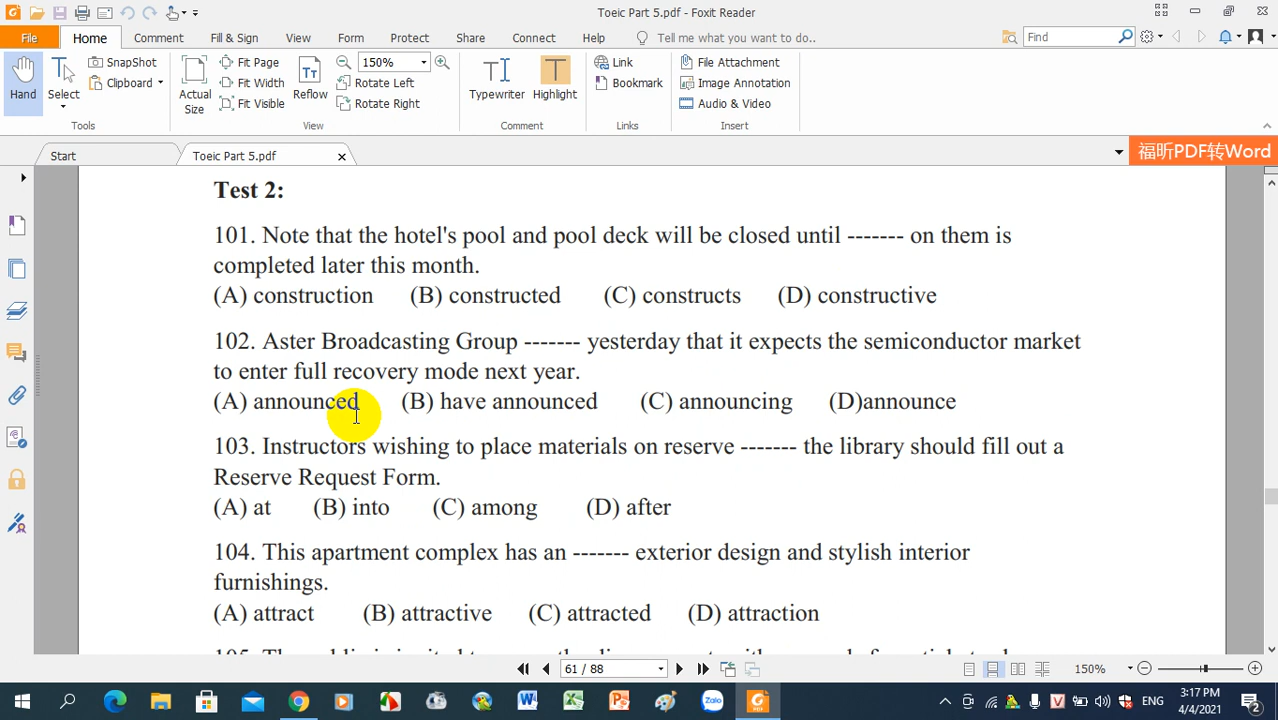 Toeic Part 5.pdf - Foxit Reader
File Home Comment Fill & Sign View Form Protect Share Connect Help Tell me what you want to do.. Find
Hand
Select
SnapShot
Clipboard
Tools
Actual Size
Fit Page
Fit Width
Fit Visible
Reflow
150%
Rotate Left
Rotate Right
View
Typewriter
Highlight
Comment
Link
Bookmark
Links
File Attachment
Image Annotation
Audio & Video
Insert
Start
Toeic Part 5.pdf
福昕PDF转Word
Test 2:
101. Note that the hotel's pool and pool deck will be closed until ------- on them is
completed later this month.
(A) construction (B) constructed (C) constructs (D) constructive
102. Aster Broadcasting Group ------- yesterday that it expects the semiconductor market
to enter full recovery mode next year.
(A) announced (B) have announced (C) announcing (D)announce
103. Instructors wishing to place materials on reserve ------- the library should fill out a
Reserve Request Form.
(A) at (B) into (C) among (D) after
104. This apartment complex has an ------- exterior design and stylish interior
furnishings.
(A) attract (B) attractive (C) attracted (D) attraction
61 / 88
150%
ENG
3:17 PM
4/4/2021